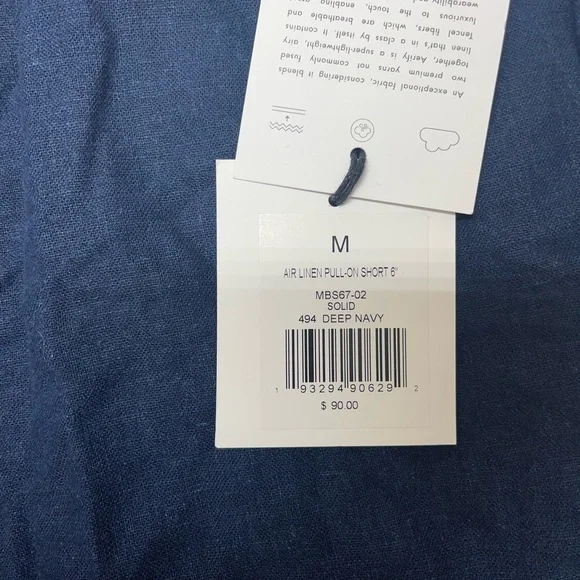 An exceptional fabric, considering it blends
two premium yarns not commonly fused
together, Aerify is a super-lightweight, airy
linen that's in a class by itself. It contains
Tencel fibers, which are breathable and
luxurious to the touch, enabling
wearability and
M
AIR LINEN PULL-ON SHORT 6"
MBS67-02
SOLID
494 DEEP NAVY
1 93294 90629 2
$ 90.00